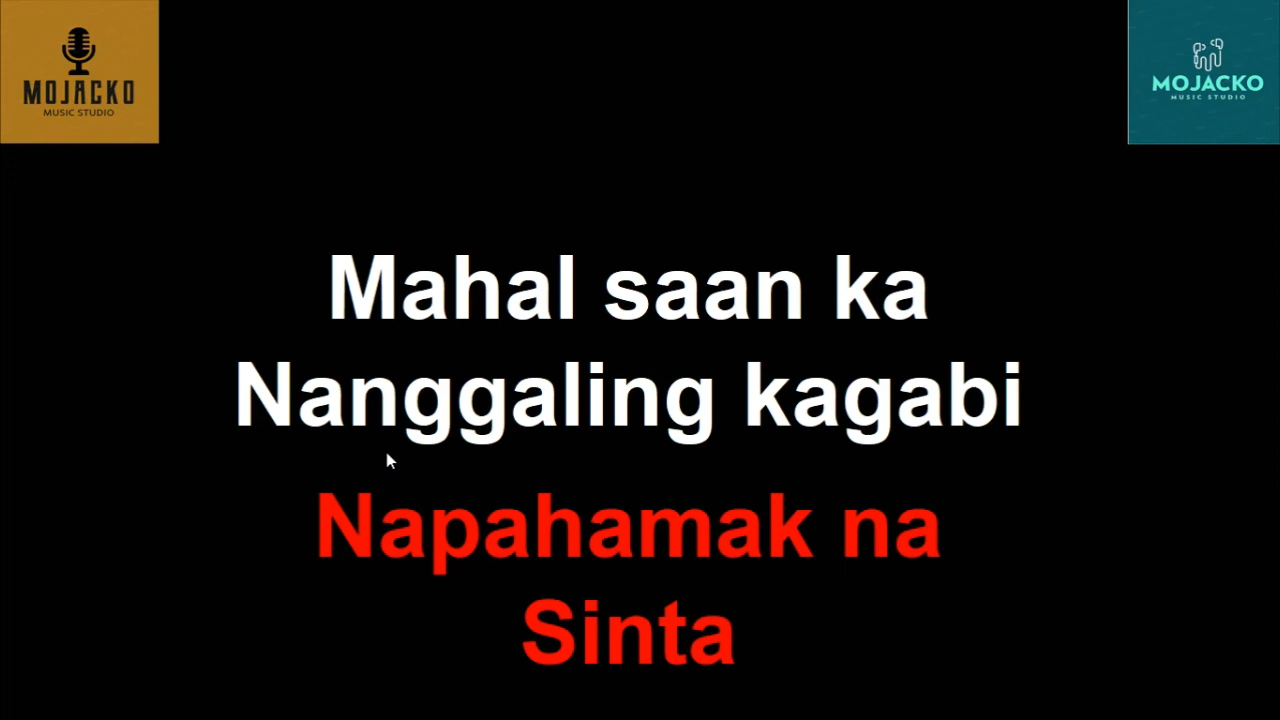 MOJACKO
MUSIC STUDIO
MOJACKO
MUSIC STUDIO
Mahal saan ka
Nanggaling kagabi
Napahamak na
Sinta